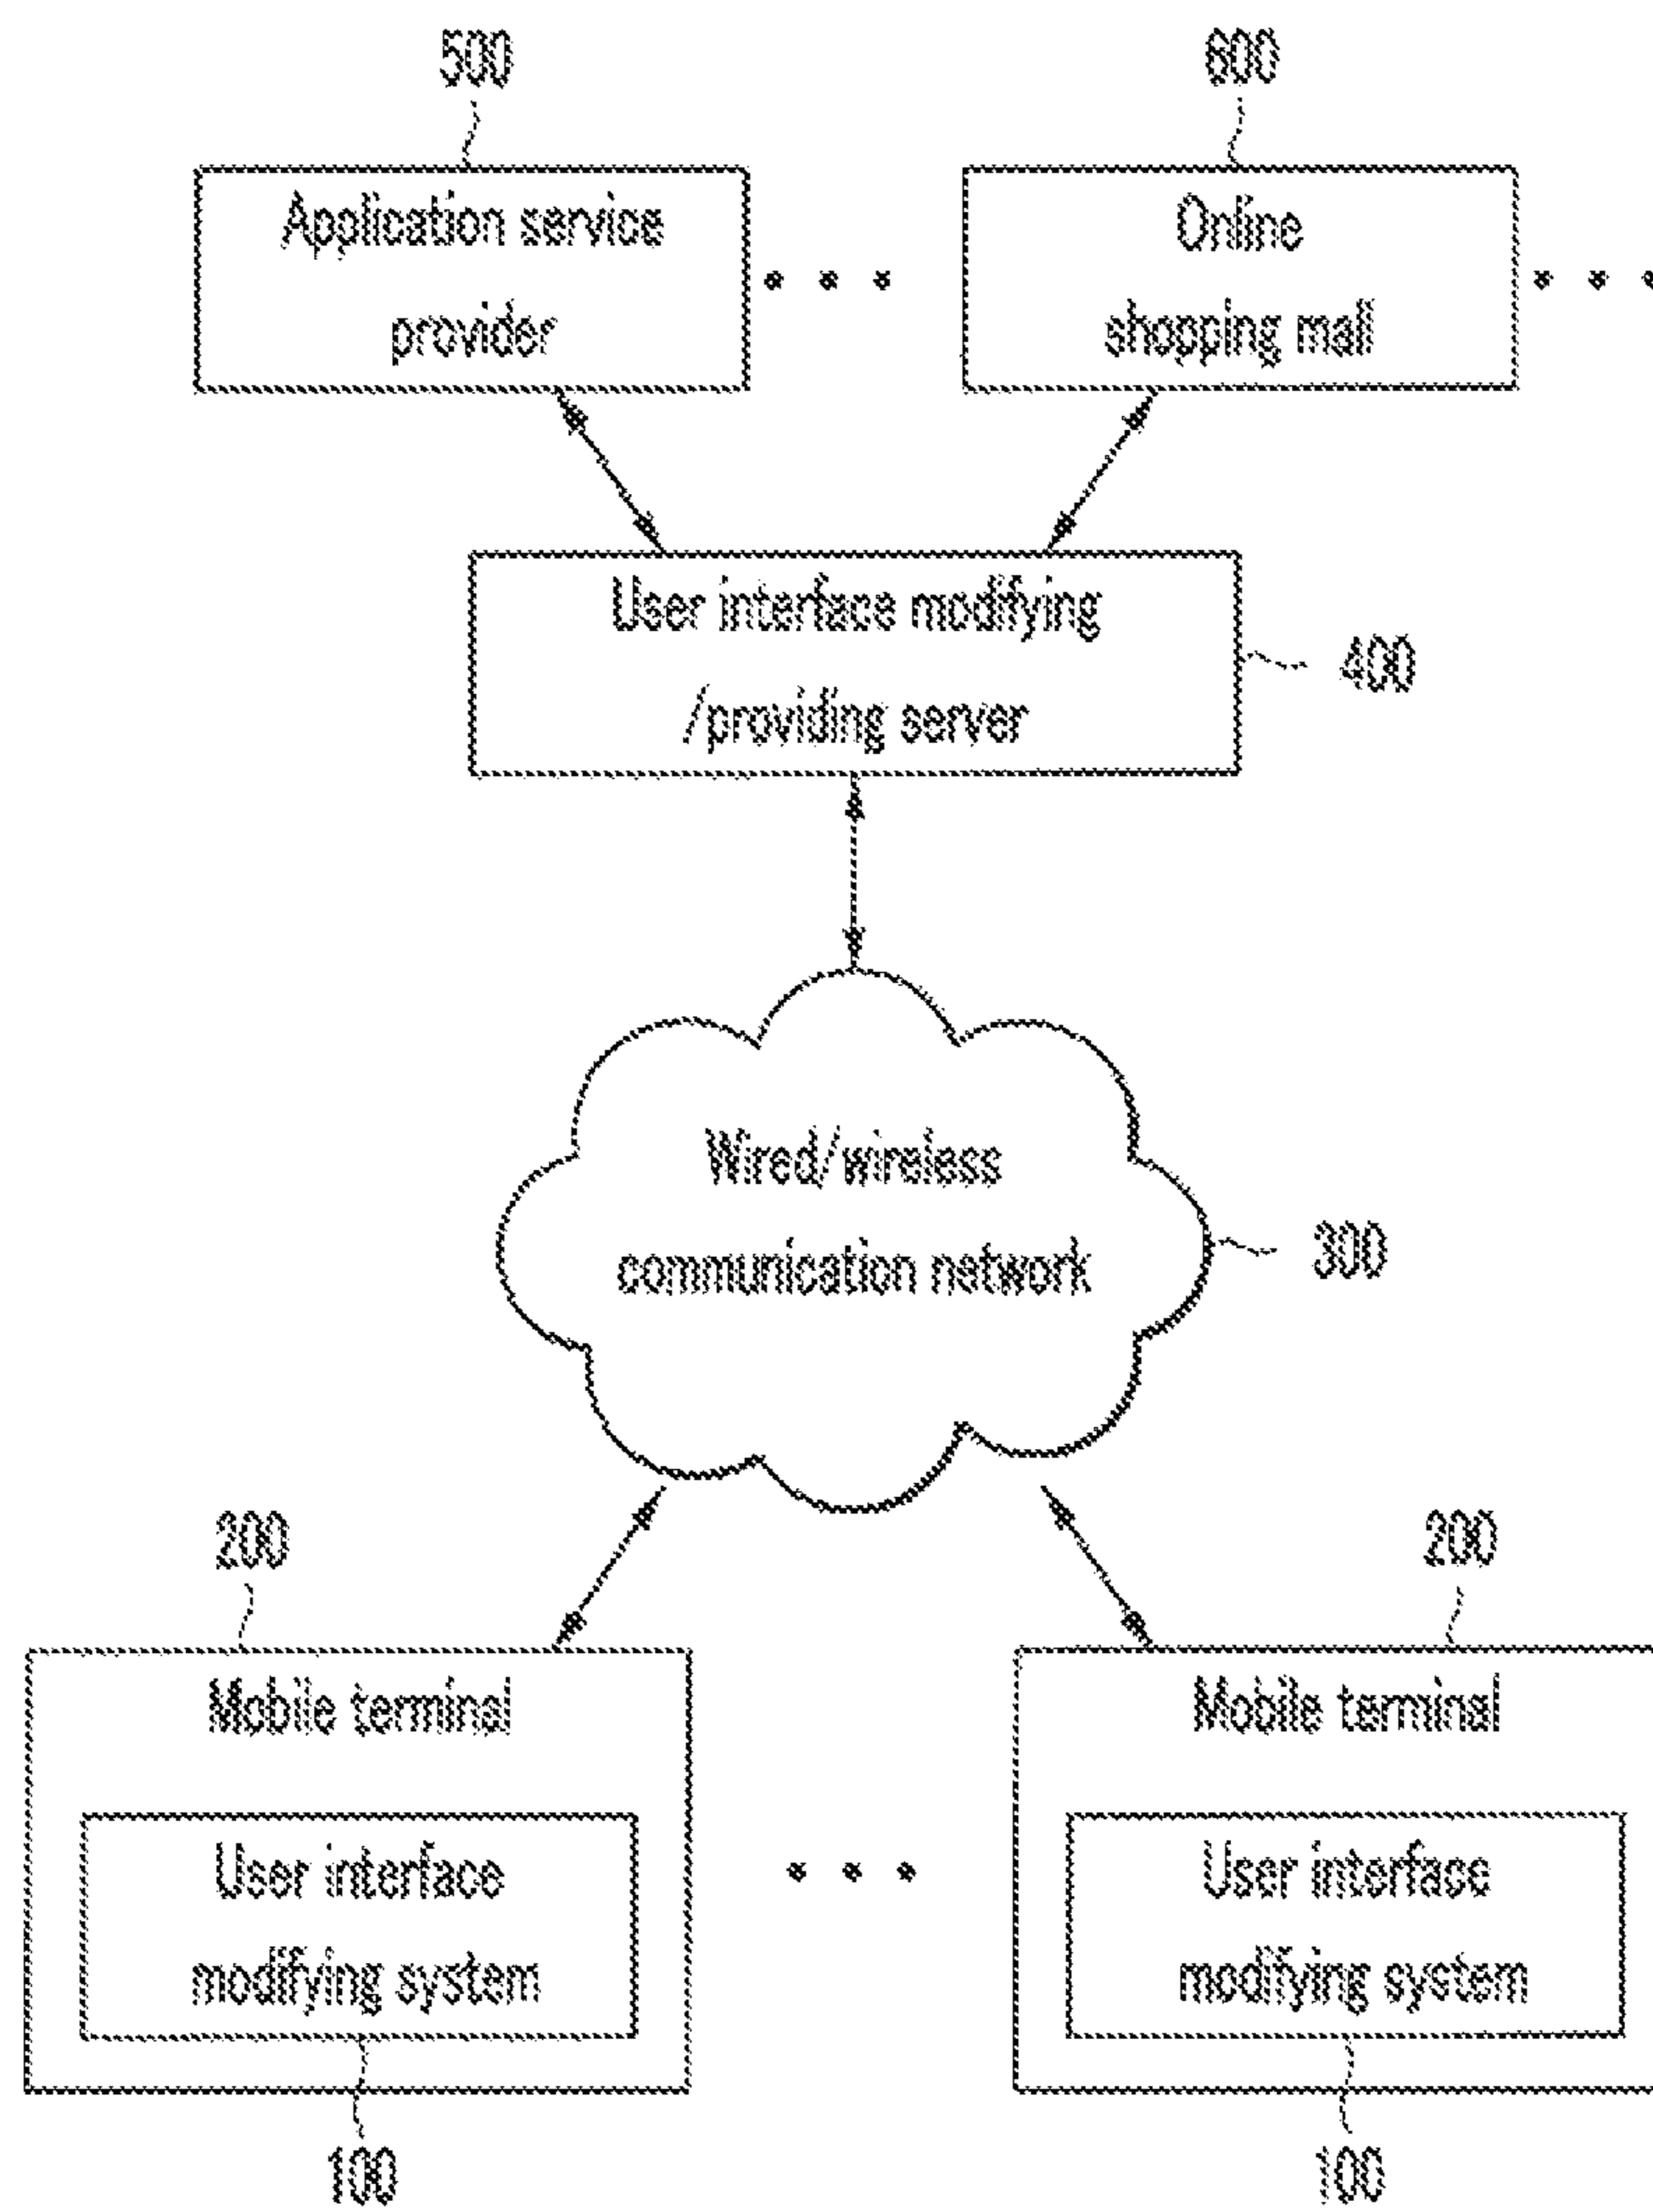 500
600
Application service
provider
Online
shopping mall
User interface modifying
/providing server
400
Wired/wireless
communication network
300
200
200
Mobile terminal
Mobile terminal
User interface
modifying system
User interface
modifying system
100
100